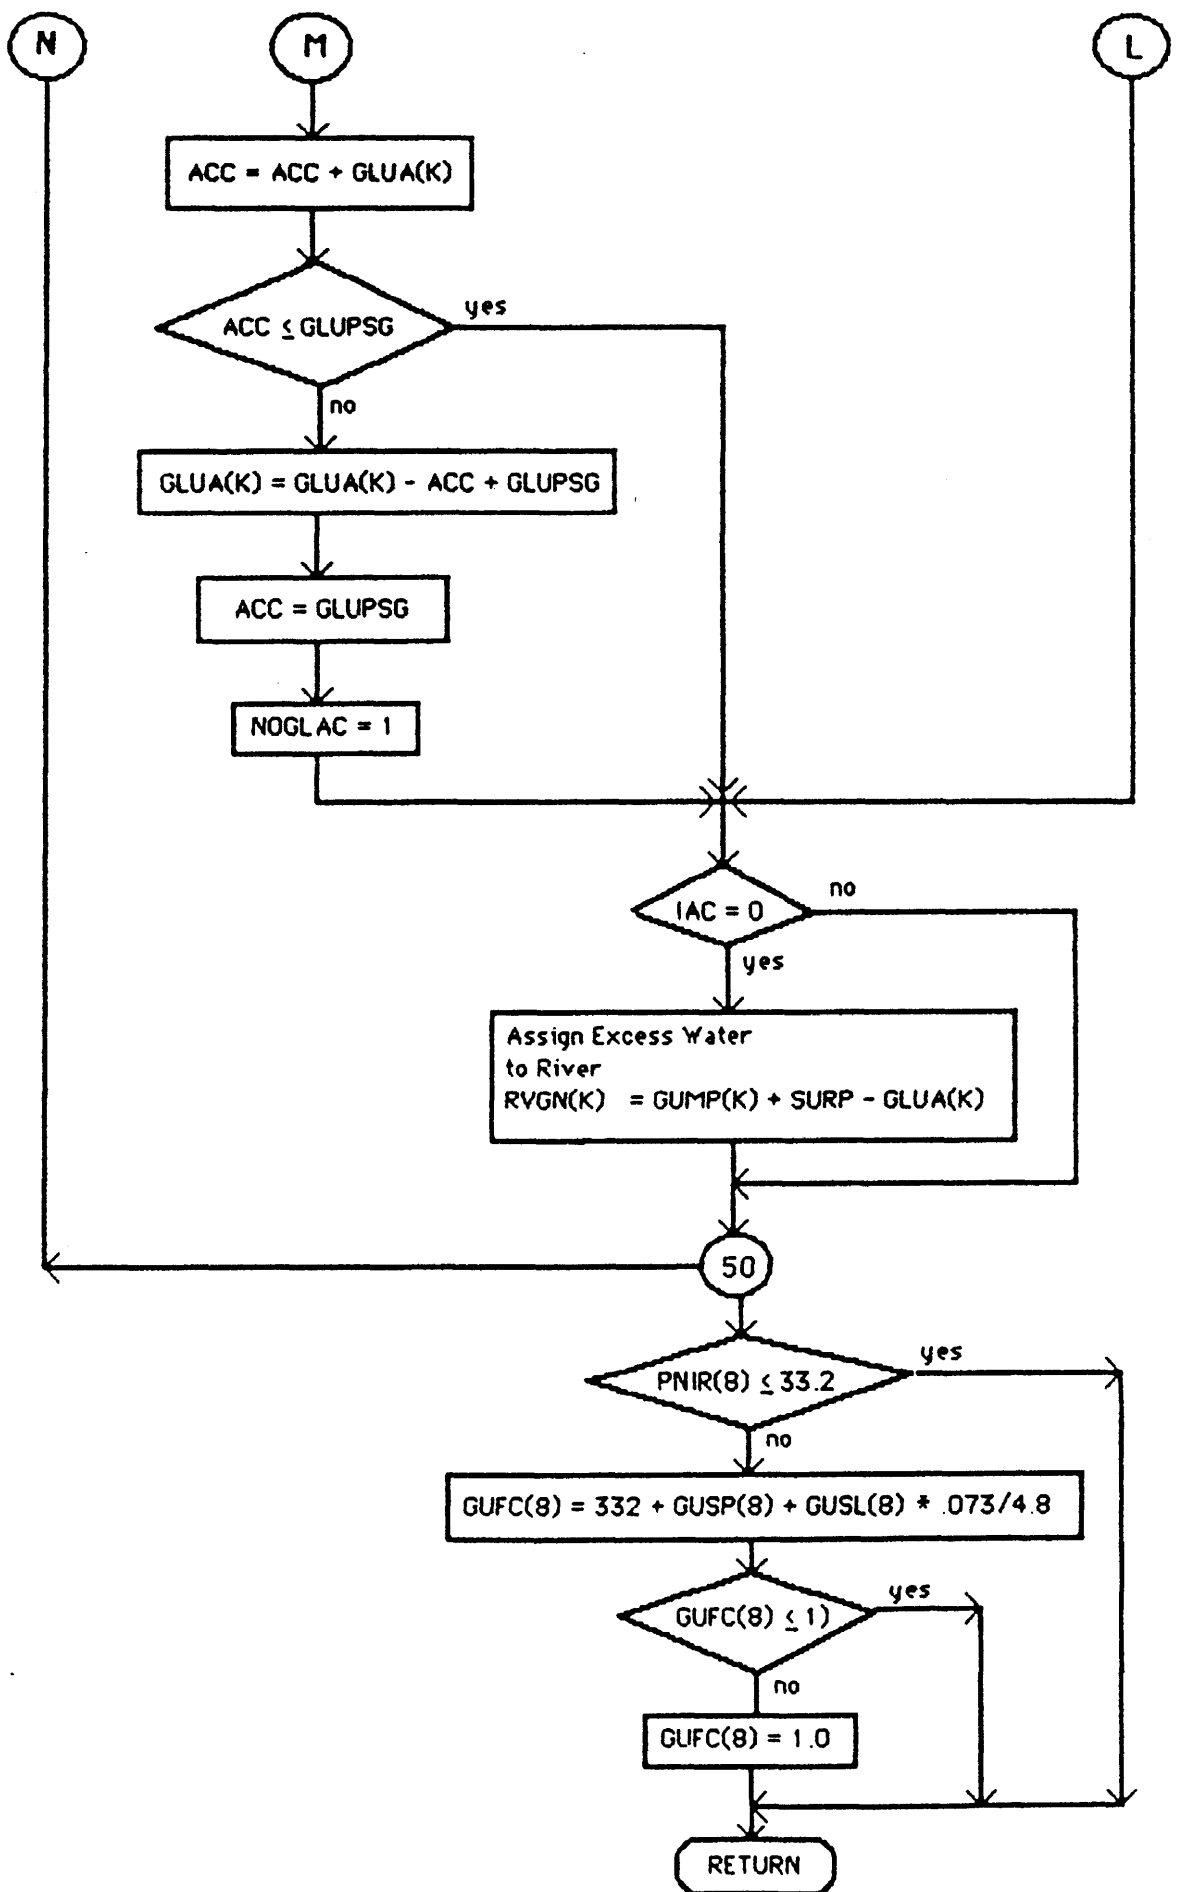 N
M
L
ACC = ACC + GLUA(K)
ACC ≤ GLUPSG
yes
no
GLUA(K) = GLUA(K) - ACC + GLUPSG
ACC = GLUPSG
NOGLAC = 1
IAC = 0
no
yes
Assign Excess Water
to River
RVGN(K) = GUMP(K) + SURP - GLUA(K)
50
PNIR(8) ≤ 33.2
yes
no
GUFC(8) = 332 + GUSP(8) + GUSL(8) * .073/4.8
GUFC(8) ≤ 1)
yes
no
GUFC(8) = 1.0
RETURN